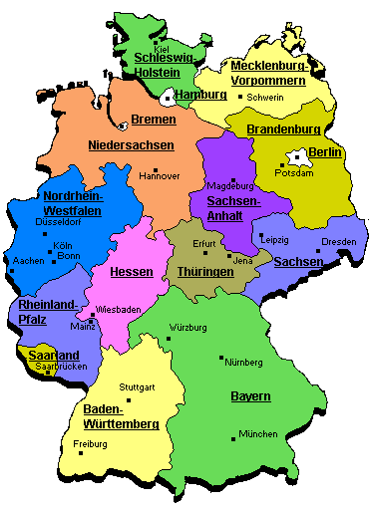 Kiel
Schleswig-
Holstein
Mecklenburg-
Vorpommern
Hamburg
Schwerin
Bremen
Brandenburg
Niedersachsen
Berlin
Potsdam
Hannover
Magdeburg
Nordrhein-
Westfalen
Sachsen-
Anhalt
Düsseldorf
Leipzig
Dresden
Köln
Bonn
Aachen
Erfurt
Jena
Hessen
Thüringen
Sachsen
Rheinland-
Pfalz
Wiesbaden
Mainz
Würzburg
Saarland
Saarbrücken
Nürnberg
Stuttgart
Bayern
Baden-
Württemberg
München
Freiburg